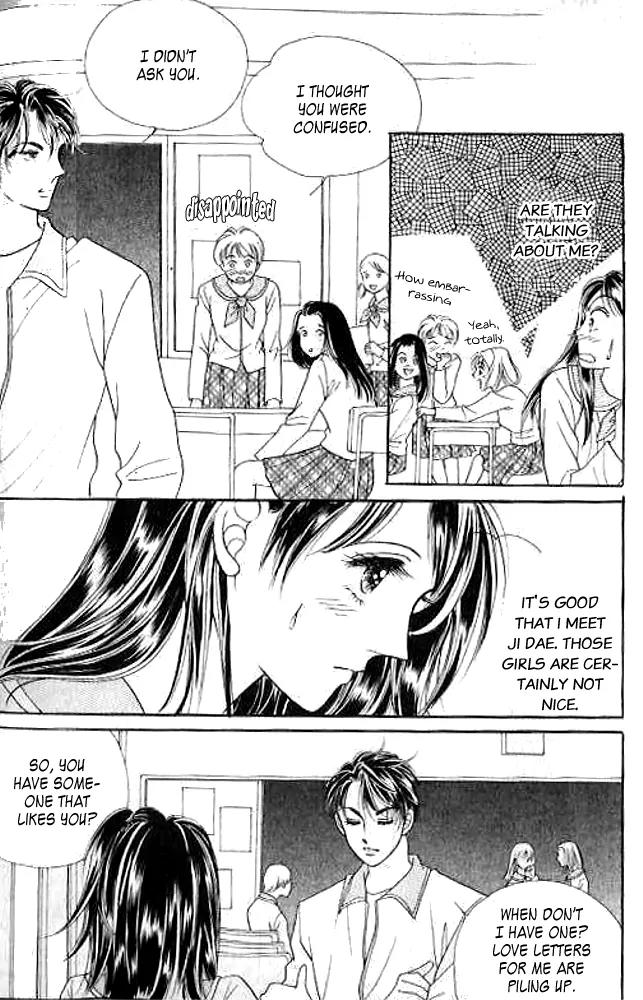 I DIDN'T
ASK YOU.
I THOUGHT
YOU WERE
CONFUSED.
disappointed
ARE THEY
TALKING
ABOUT ME?
How embar-
rassing
Yeah,
totally.
IT'S GOOD
THAT I MEET
JI DAE. THOSE
GIRLS ARE CER-
TAINLY NOT
NICE.
SO, YOU
HAVE SOME-
ONE THAT
LIKES YOU?
WHEN DON'T
I HAVE ONE?
LOVE LETTERS
FOR ME ARE
PILING UP.